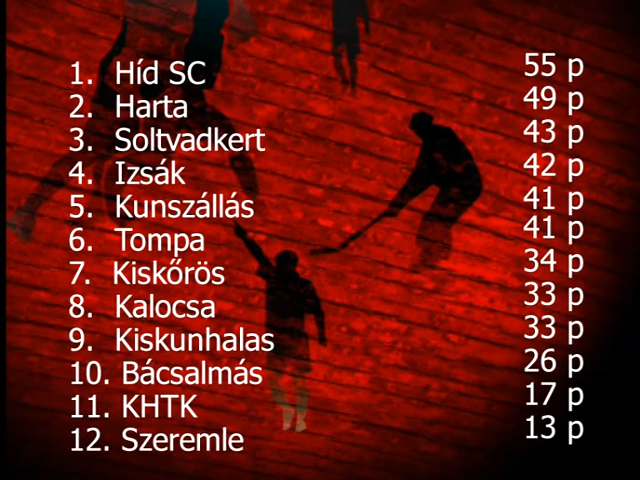 1. Híd SC 55 p
2. Harta 49 p
3. Soltvadkert 43 p
4. Izsák 42 p
5. Kunszállás 41 p
6. Tompa 41 p
7. Kiskőrös 34 p
8. Kalocsa 33 p
9. Kiskunhalas 33 p
10. Bácsalmás 26 p
11. KHTK 17 p
12. Szeremle 13 p